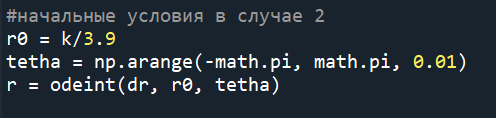 #начальные условия в случае 2
r0 = k/3.9
tetha = np.arange(-math.pi, math.pi, 0.01)
r = odeint(dr, r0, tetha)